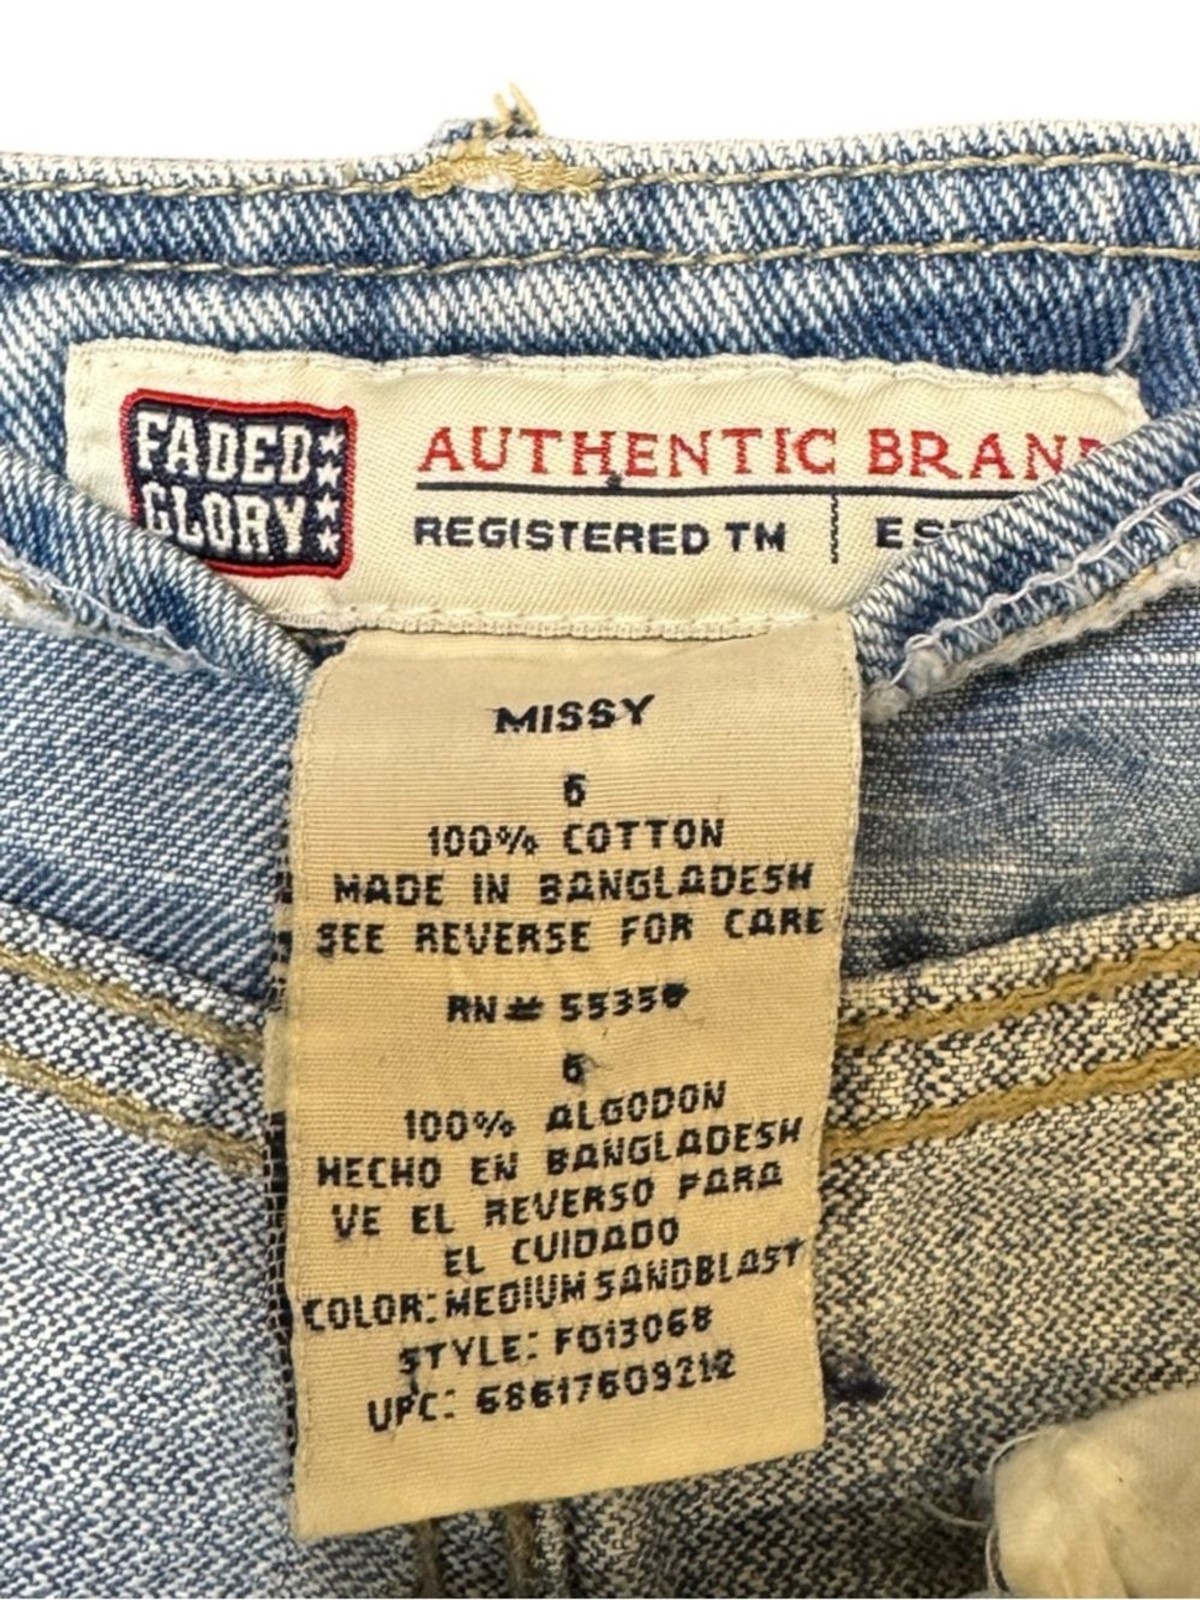 FADED
GLORY
AUTHENTIC BRAND
REGISTERED TM
MISSY
6
100% COTTON
MADE IN BANGLADESH
SEE REVERSE FOR CARE
RN# 55350
6
100% ALGODON
HECHO EN BANGLADESH
VE EL REVERSO PARA
EL CUIDADO
COLOR: MEDIUM SANDBLAST
STYLE: FG13068
UPC: 68617609212